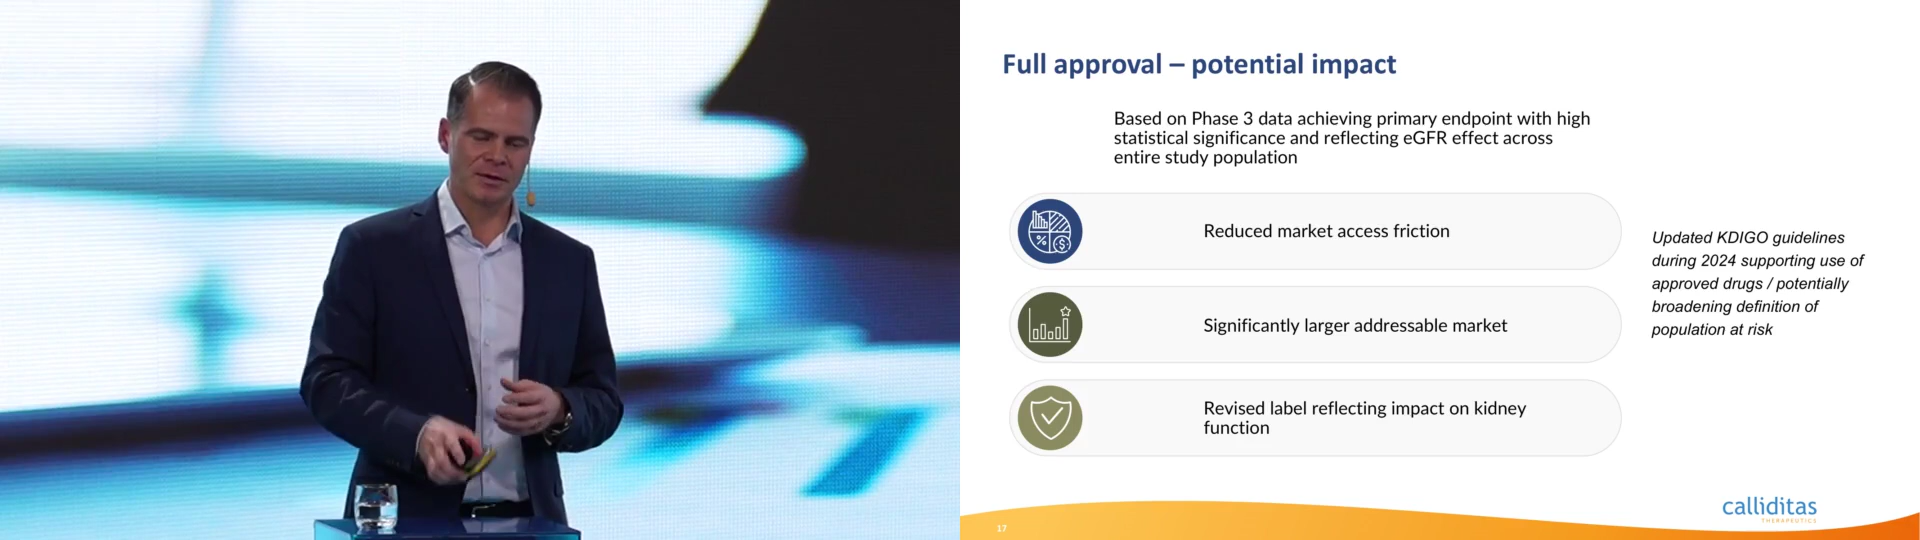 Full approval – potential impact
Based on Phase 3 data achieving primary endpoint with high
statistical significance and reflecting eGFR effect across
entire study population
Reduced market access friction
Significantly larger addressable market
Revised label reflecting impact on kidney
function
Updated KDIGO guidelines
during 2024 supporting use of
approved drugs / potentially
broadening definition of
population at risk
17
calliditas
THERAPEUTICS